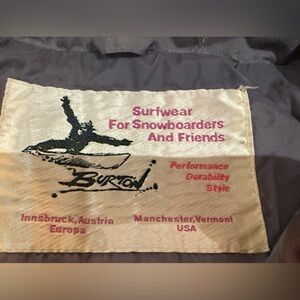 Surfwear
For Snowboarders
And Friends
BURTON
Performance
Durability
Style
Innsbruck, Austria
Europa
Manchester, Vermont
USA